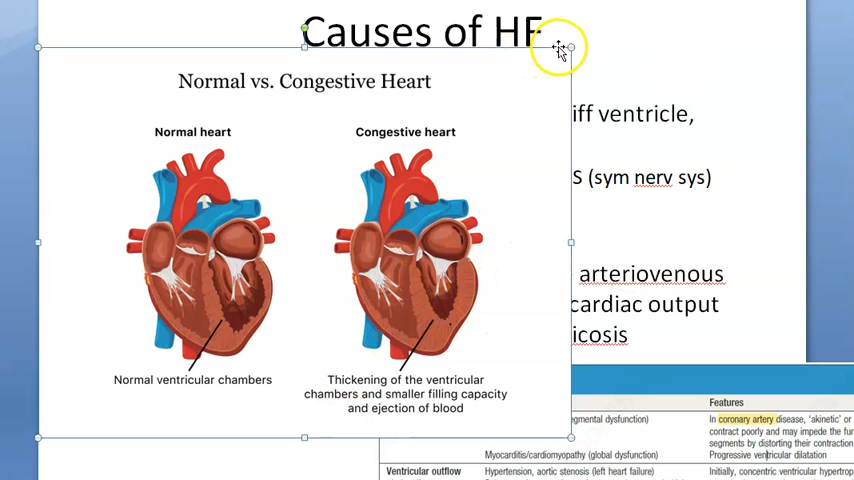 Causes of HF
Normal vs. Congestive Heart
Normal heart
Congestive heart
Normal ventricular chambers
Thickening of the ventricular
chambers and smaller filling capacity
and ejection of blood
iff ventricle,
S (sym nerv sys)
arteriovenous
cardiac output
icosis
Features
egmental dysfunction)
In coronary artery disease, ‘akinetic’ or
contract poorly and may impede the fur
segments by distorting their contraction
Myocarditis/cardiomyopathy (global dysfunction)
Progressive ventricular dilatation
Ventricular outflow
Hypertension, aortic stenosis (left heart failure)
Initially, concentric ventricular hypertrop